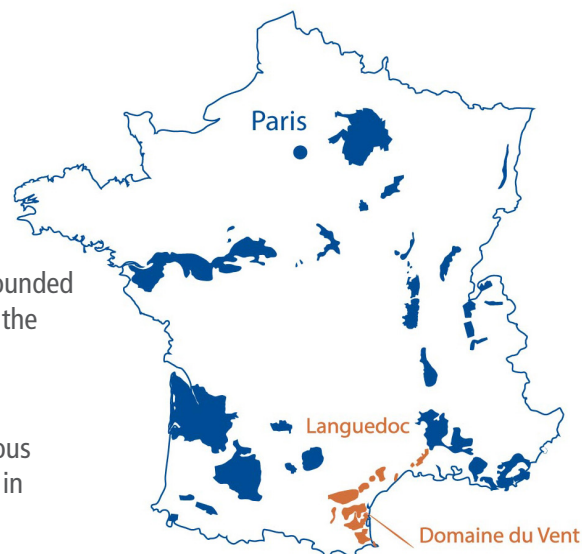 Paris
ounded
the
Languedoc
ous
in
Domaine du Vent